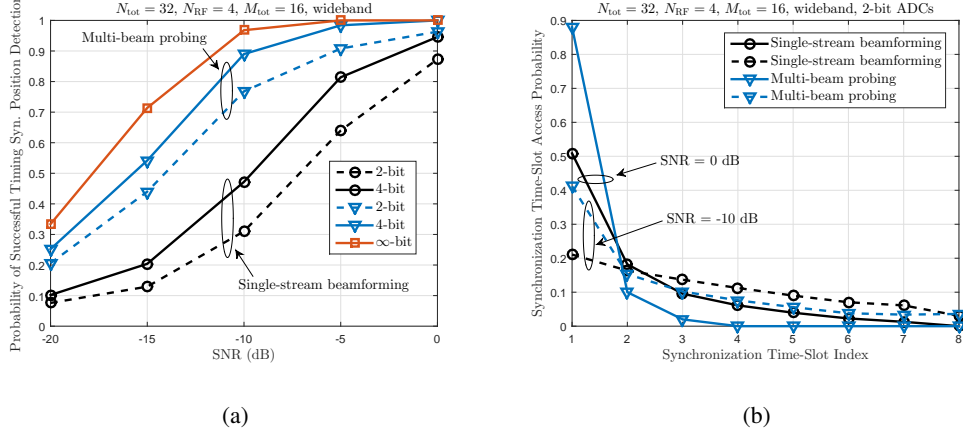 N_tot = 32, N_RF = 4, M_tot = 16, wideband
Probability of Successful Timing Syn. Position Detection
1
0.9
0.8
0.7
0.6
0.5
0.4
0.3
0.2
0.1
0
Multi-beam probing
2-bit
4-bit
2-bit
4-bit
∞-bit
Single-stream beamforming
-20
-15
-10
-5
0
SNR (dB)
(a)
N_tot = 32, N_RF = 4, M_tot = 16, wideband, 2-bit ADCs
Synchronization Time-Slot Access Probability
0.9
0.8
0.7
0.6
0.5
0.4
0.3
0.2
0.1
0
Single-stream beamforming
Single-stream beamforming
Multi-beam probing
Multi-beam probing
SNR = 0 dB
SNR = -10 dB
1
2
3
4
5
6
7
8
Synchronization Time-Slot Index
(b)